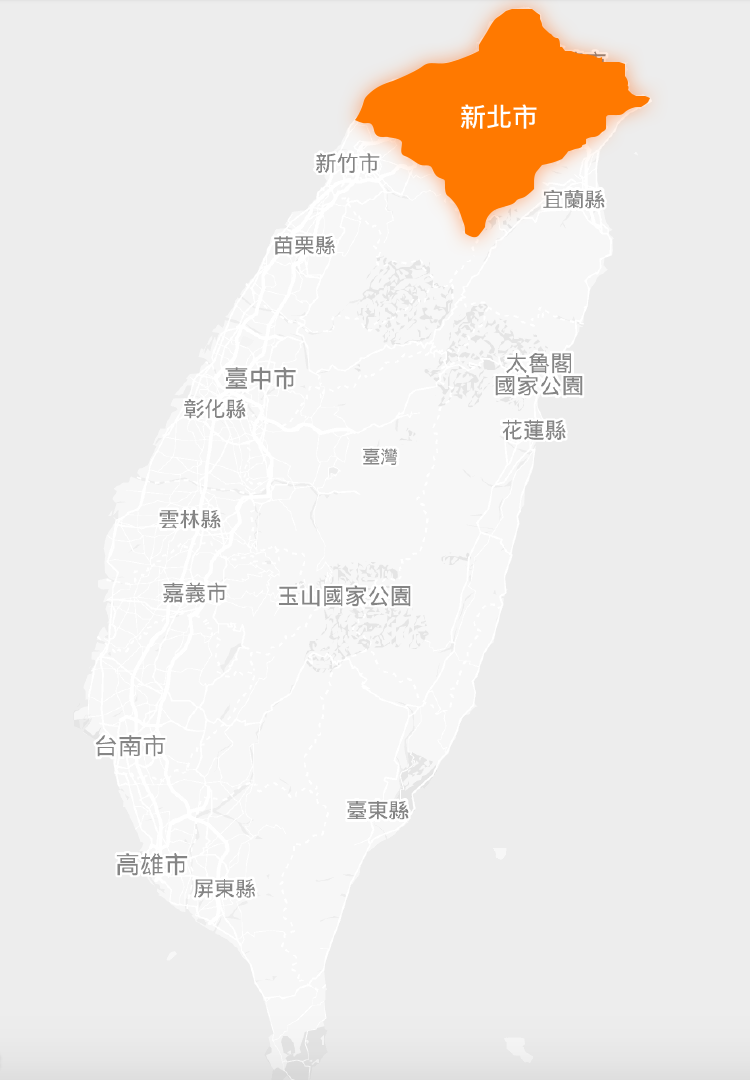 新北市
新竹市
宜蘭縣
苗栗縣
太魯閣
國家公園
臺中市
彰化縣
花蓮縣
臺灣
雲林縣
嘉義市
玉山國家公園
台南市
臺東縣
高雄市
屏東縣